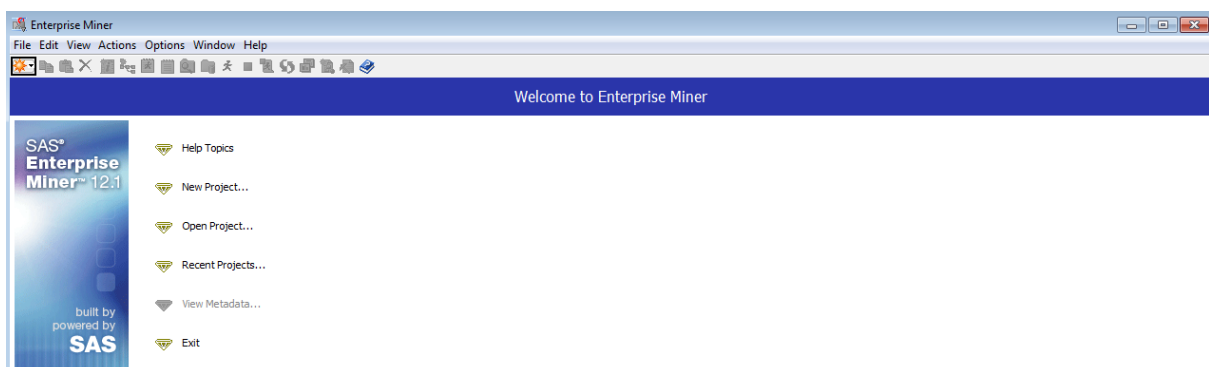 Enterprise Miner
File Edit View Actions Options Window Help
Welcome to Enterprise Miner
SAS®
Enterprise
Miner™ 12.1
Help Topics
New Project...
Open Project...
Recent Projects...
View Metadata...
Exit
built by
powered by
SAS